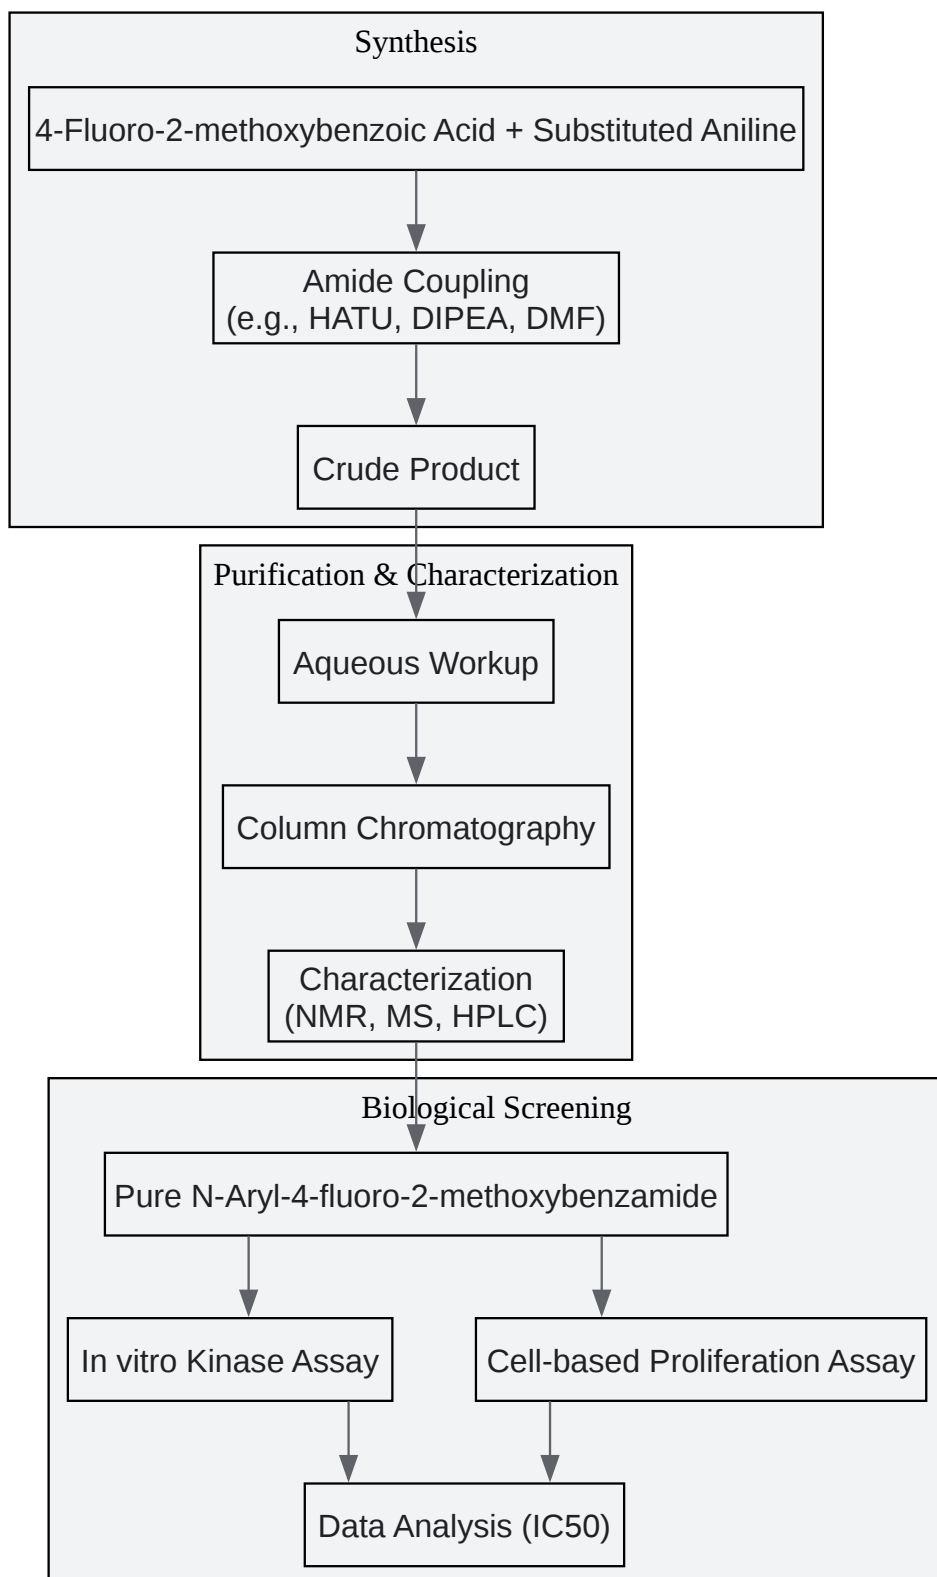 Synthesis
4-Fluoro-2-methoxybenzoic Acid + Substituted Aniline
Amide Coupling
(e.g., HATU, DIPEA, DMF)
Crude Product
Purification & Characterization
Aqueous Workup
Column Chromatography
Characterization
(NMR, MS, HPLC)
Biological Screening
Pure N-Aryl-4-fluoro-2-methoxybenzamide
In vitro Kinase Assay
Cell-based Proliferation Assay
Data Analysis (IC50)